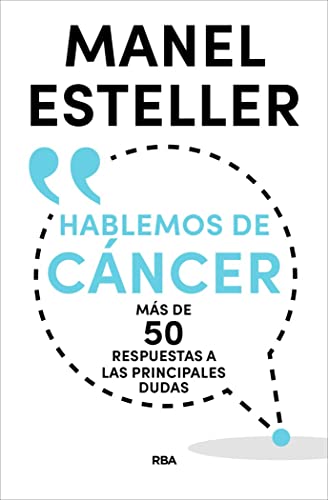 MANEL
ESTELLER
HABLEMOS DE
CÁNCER
MÁS DE
50
RESPUESTAS A
LAS PRINCIPALES
DUDAS
RBA